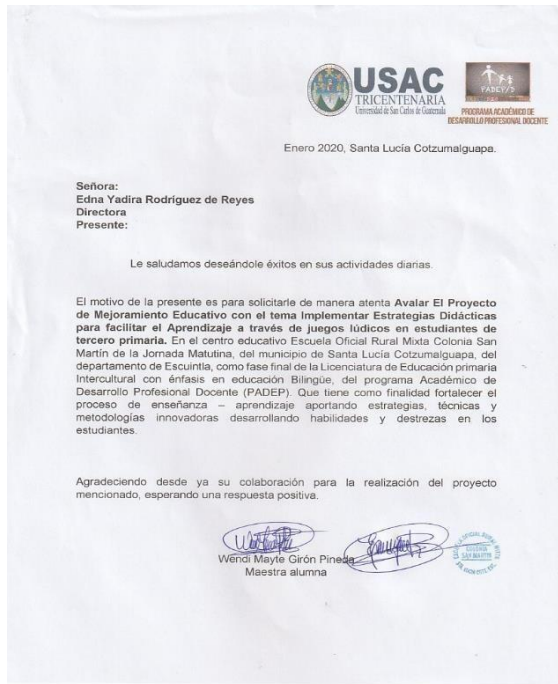 USAC
TRICENTENARIA
Universidad de San Carlos de Guatemala
PADEP/D
PROGRAMA ACADÉMICO DE
DESARROLLO PROFESIONAL DOCENTE
Enero 2020, Santa Lucía Cotzumalguapa.
Señora:
Edna Yadira Rodríguez de Reyes
Directora
Presente:
Le saludamos deseándole éxitos en sus actividades diarias.
El motivo de la presente es para solicitarle de manera atenta Avalar El Proyecto
de Mejoramiento Educativo con el tema Implementar Estrategias Didácticas
para facilitar el Aprendizaje a través de juegos lúdicos en estudiantes de
tercero primaria. En el centro educativo Escuela Oficial Rural Mixta Colonia San
Martín de la Jornada Matutina, del municipio de Santa Lucía Cotzumalguapa, del
departamento de Escuintla, como fase final de la Licenciatura de Educación primaria
Intercultural con énfasis en educación Bilingüe, del programa Académico de
Desarrollo Profesional Docente (PADEP). Que tiene como finalidad fortalecer el
proceso de enseñanza – aprendizaje aportando estrategias, técnicas y
metodologías innovadoras desarrollando habilidades y destrezas en los
estudiantes.
Agradeciendo desde ya su colaboración para la realización del proyecto
mencionado, esperando una respuesta positiva.
Wendi Mayte Girón Pineda
Maestra alumna
ESCUELA OFICIAL RURAL MIXTA
COLONIA
SAN MARTIN